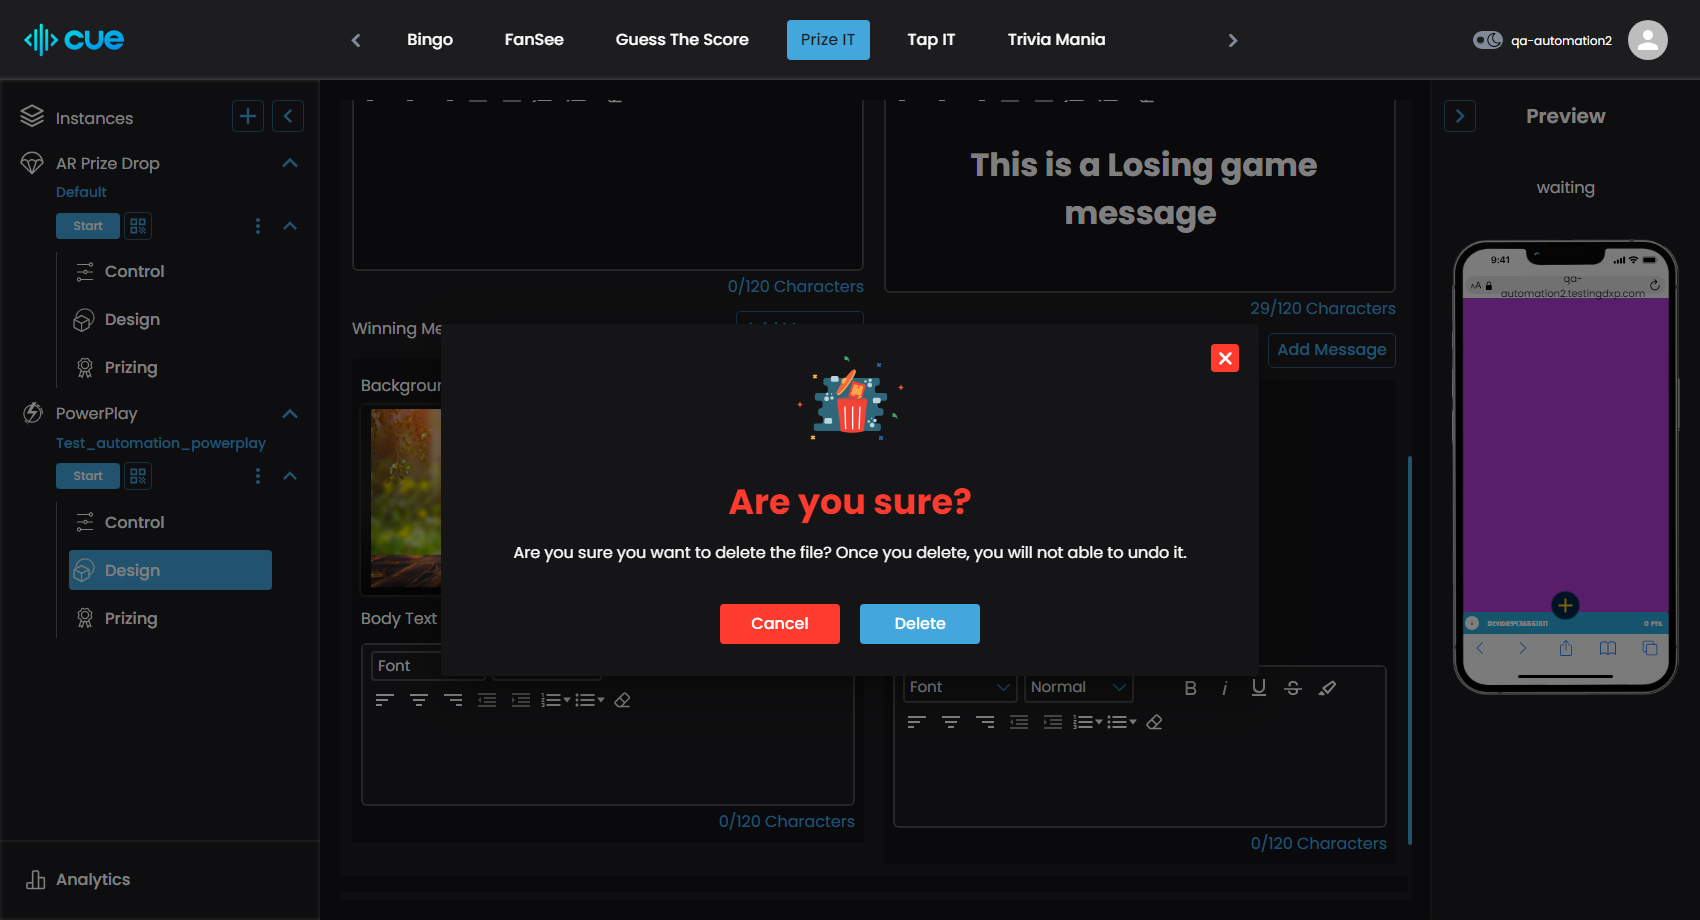 cue
Bingo
FanSee
Guess The Score
Prize IT
Tap IT
Trivia Mania
qa-automation2
Instances
AR Prize Drop
Default
Start
Control
Design
Prizing
PowerPlay
Test_automation_powerplay
Start
Control
Design
Prizing
Analytics
This is a Losing game
message
0/120 Characters
29/120 Characters
Winning
Add Message
Body Text
Font
0/120 Characters
Font
Normal
B
i
U
S
0/120 Characters
Are you sure?
Are you sure you want to delete the file? Once you delete, you will not able to undo it.
Cancel
Delete
Preview
waiting
9:41
AA
qa-
automation2.testingdxp.com
0 PTS.